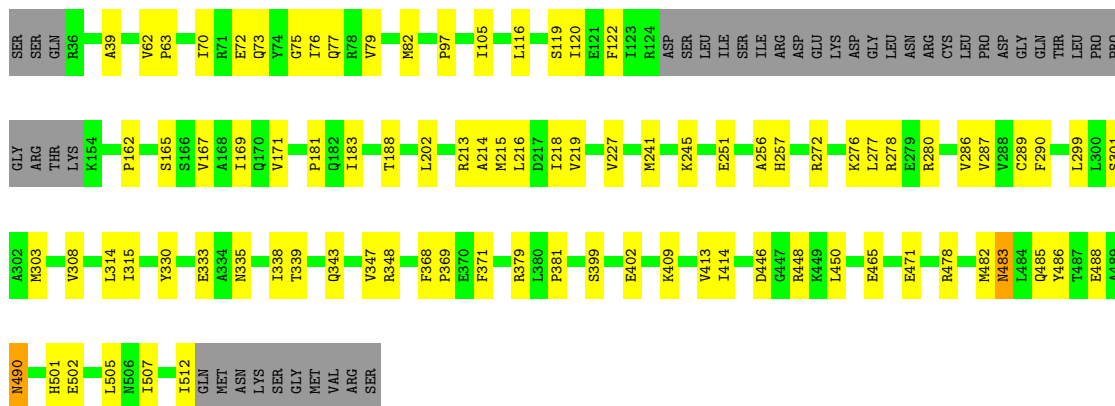 SER SER GLN R36 A39 V62 P63 I70 R71 E72 Q73 Y74 G75 I76 Q77 R78 V79 M82 P97 I105 L116 S119 I120 E121 F122 I123 R124 ASP SER LEU ILE SER ILE ARG ASP GLU LYS ASP GLY LEU ASN ARG CYS LEU PRO ASP GLY GLN THR LEU PRO PRO
GLY ARG THR LYS K154 P162 S165 S166 V167 A168 I169 Q170 V171 P181 Q182 I183 T188 L202 R213 A214 M215 L216 D217 I218 V219 V227 M241 K245 E251 A256 H257 R272 K276 L277 R278 E279 R280 V286 V287 V288 C289 F290 L299 L300 S301
A302 M303 V308 L314 I315 Y330 E333 A334 N335 I338 T339 Q343 V347 R348 F368 P369 E370 F371 R379 L380 P381 S399 E402 K409 V413 I414 D446 G447 R448 K449 L450 E465 E471 R478 M482 N483 L484 Q485 Y486 T487 E488 A489
N490 H501 E502 L505 N506 I507 I512 GLN MET ASN LYS SER GLY MET VAL ARG SER